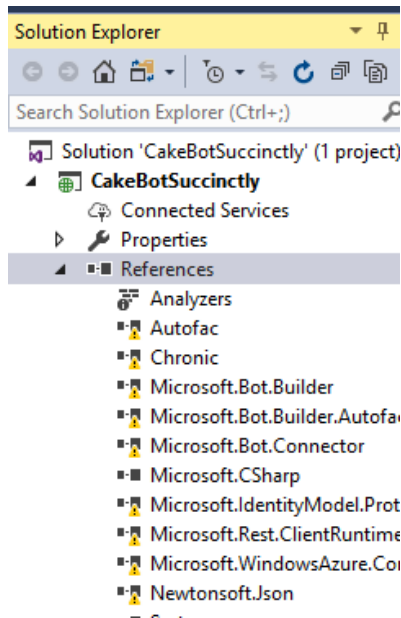 Solution Explorer
Search Solution Explorer (Ctrl+;)
Solution 'CakeBotSuccinctly' (1 project)
CakeBotSuccinctly
Connected Services
Properties
References
Analyzers
Autofac
Chronic
Microsoft.Bot.Builder
Microsoft.Bot.Builder.Autofac
Microsoft.Bot.Connector
Microsoft.CSharp
Microsoft.IdentityModel.Prot
Microsoft.Rest.ClientRuntime
Microsoft.WindowsAzure.Con
Newtonsoft.Json